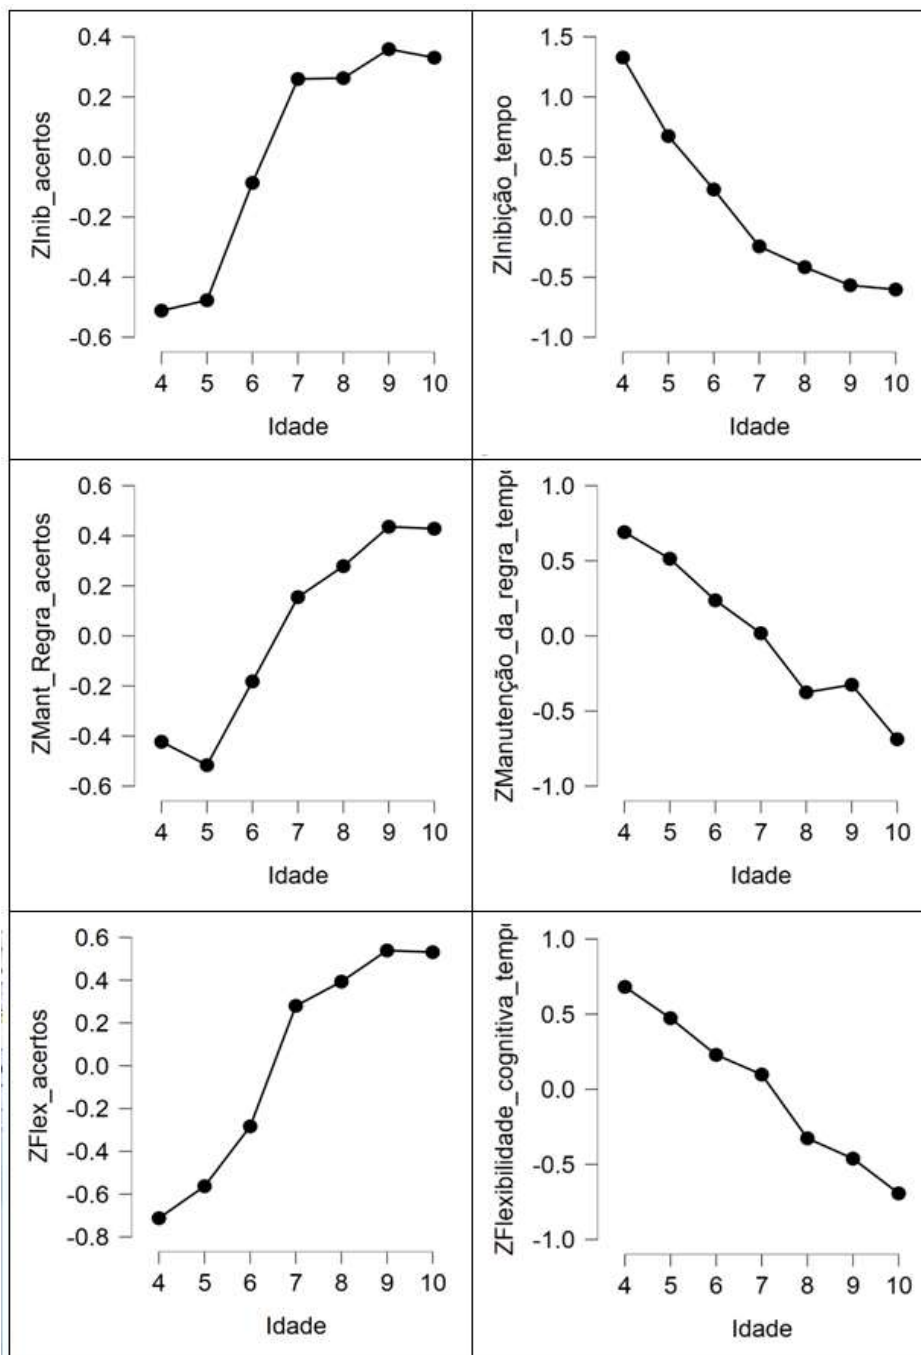 ZInib_acertos
0.4
0.2
0.0
-0.2
-0.4
-0.6
4 5 6 7 8 9 10
Idade
ZInibição_tempo
1.5
1.0
0.5
0.0
-0.5
-1.0
4 5 6 7 8 9 10
Idade
ZMant_Regra_acertos
0.6
0.4
0.2
0.0
-0.2
-0.4
-0.6
4 5 6 7 8 9 10
Idade
ZManutenção_da_regra_temp
1.0
0.5
0.0
-0.5
-1.0
4 5 6 7 8 9 10
Idade
ZFlex_acertos
0.6
0.4
0.2
0.0
-0.2
-0.4
-0.6
-0.8
4 5 6 7 8 9 10
Idade
ZFlexibilidade_cognitiva_temp
1.0
0.5
0.0
-0.5
-1.0
4 5 6 7 8 9 10
Idade